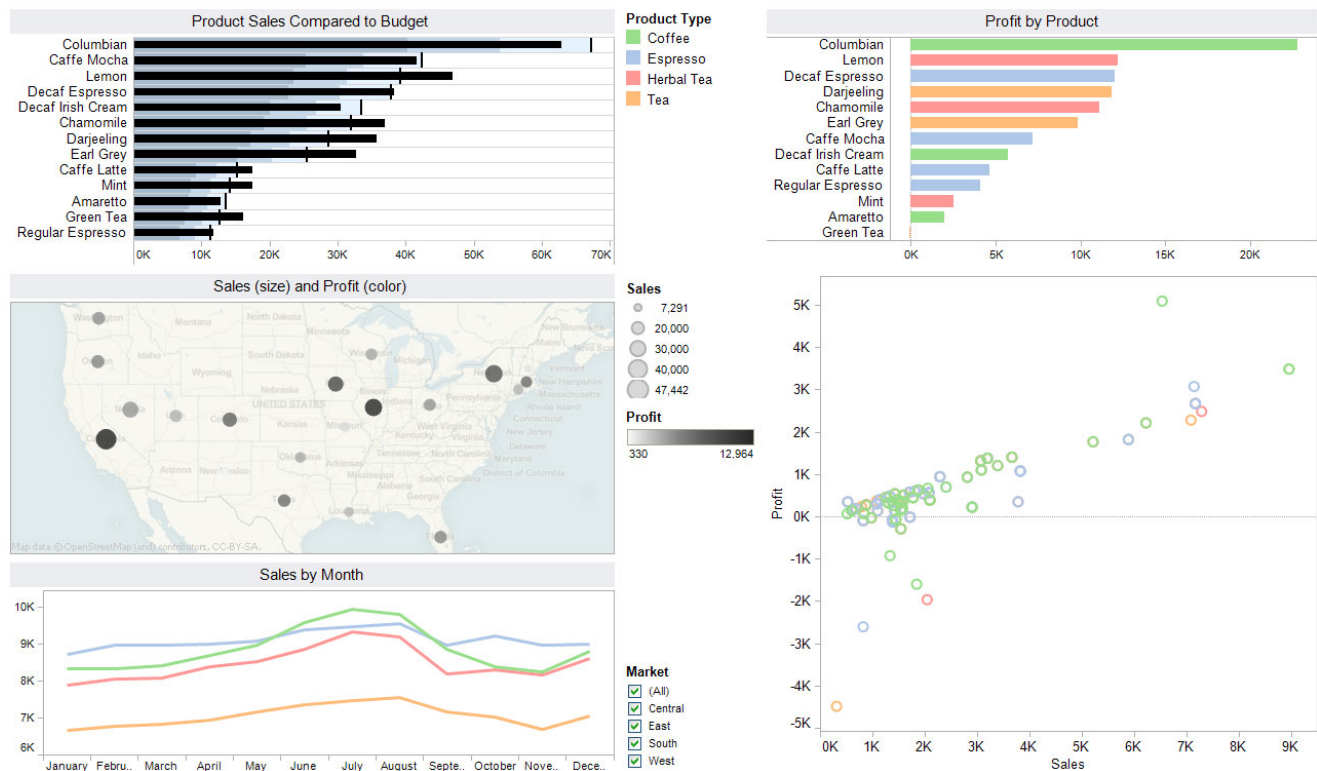 Product Sales Compared to Budget
Columbian
Caffe Mocha
Lemon
Decaf Espresso
Decaf Irish Cream
Chamomile
Darjeeling
Earl Grey
Caffe Latte
Mint
Amaretto
Green Tea
Regular Espresso
0K 10K 20K 30K 40K 50K 60K 70K
Product Type
Coffee
Espresso
Herbal Tea
Tea
Profit by Product
Columbian
Lemon
Decaf Espresso
Darjeeling
Chamomile
Earl Grey
Caffe Mocha
Decaf Irish Cream
Caffe Latte
Regular Espresso
Mint
Amaretto
Green Tea
0K 5K 10K 15K 20K
Sales (size) and Profit (color)
Washington
Montana
North Dakota
Minnesota
New Brunswick
Maine
Nova Scotia
Idaho
South Dakota
Michigan
Vermont
New Hampshire
Massachusetts
Wyoming
Nebraska
UNITED STATES
Illinois
Indiana
Pennsylvania
Rhode Island
Connecticut
New Jersey
Kansas
West Virginia
Virginia
Kentucky
Delaware
Maryland
District of Columbia
Arizona
New Mexico
Oklahoma
Arkansas
Tennessee
North Carolina
South Carolina
Mississippi
Alabama
Georgia
Louisiana
Map data © OpenStreetMap (and) contributors, CC-BY-SA
Sales
7,291
20,000
30,000
40,000
47,442
Profit
330 12,964
Sales by Month
10K
9K
8K
7K
6K
January Febru.. March April May June July August Septe.. October Nove.. Dece..
Market
(All)
Central
East
South
West
Profit
5K
4K
3K
2K
1K
0K
-1K
-2K
-3K
-4K
-5K
0K 1K 2K 3K 4K 5K 6K 7K 8K 9K
Sales